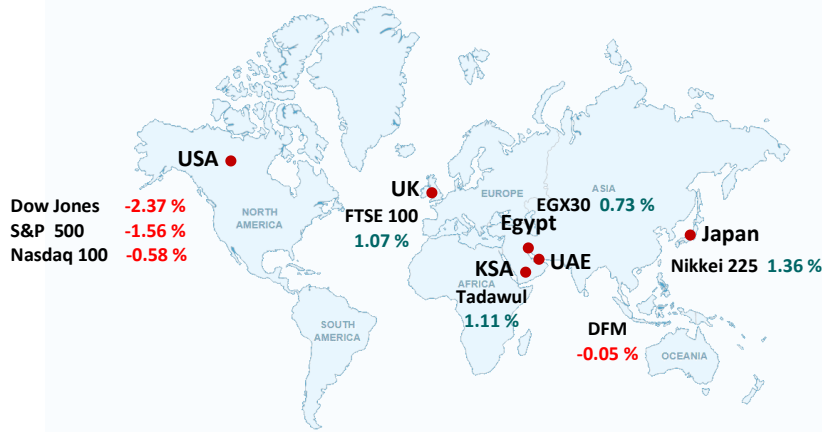 USA
Dow Jones -2.37 %
S&P 500 -1.56 %
Nasdaq 100 -0.58 %
NORTH
AMERICA
SOUTH
AMERICA
UK
FTSE 100
1.07 %
EUROPE
ASIA
EGX30 0.73 %
Egypt
KSA
UAE
AFRICA
Tadawul
1.11 %
Japan
Nikkei 225 1.36 %
DFM
-0.05 %
OCEANIA